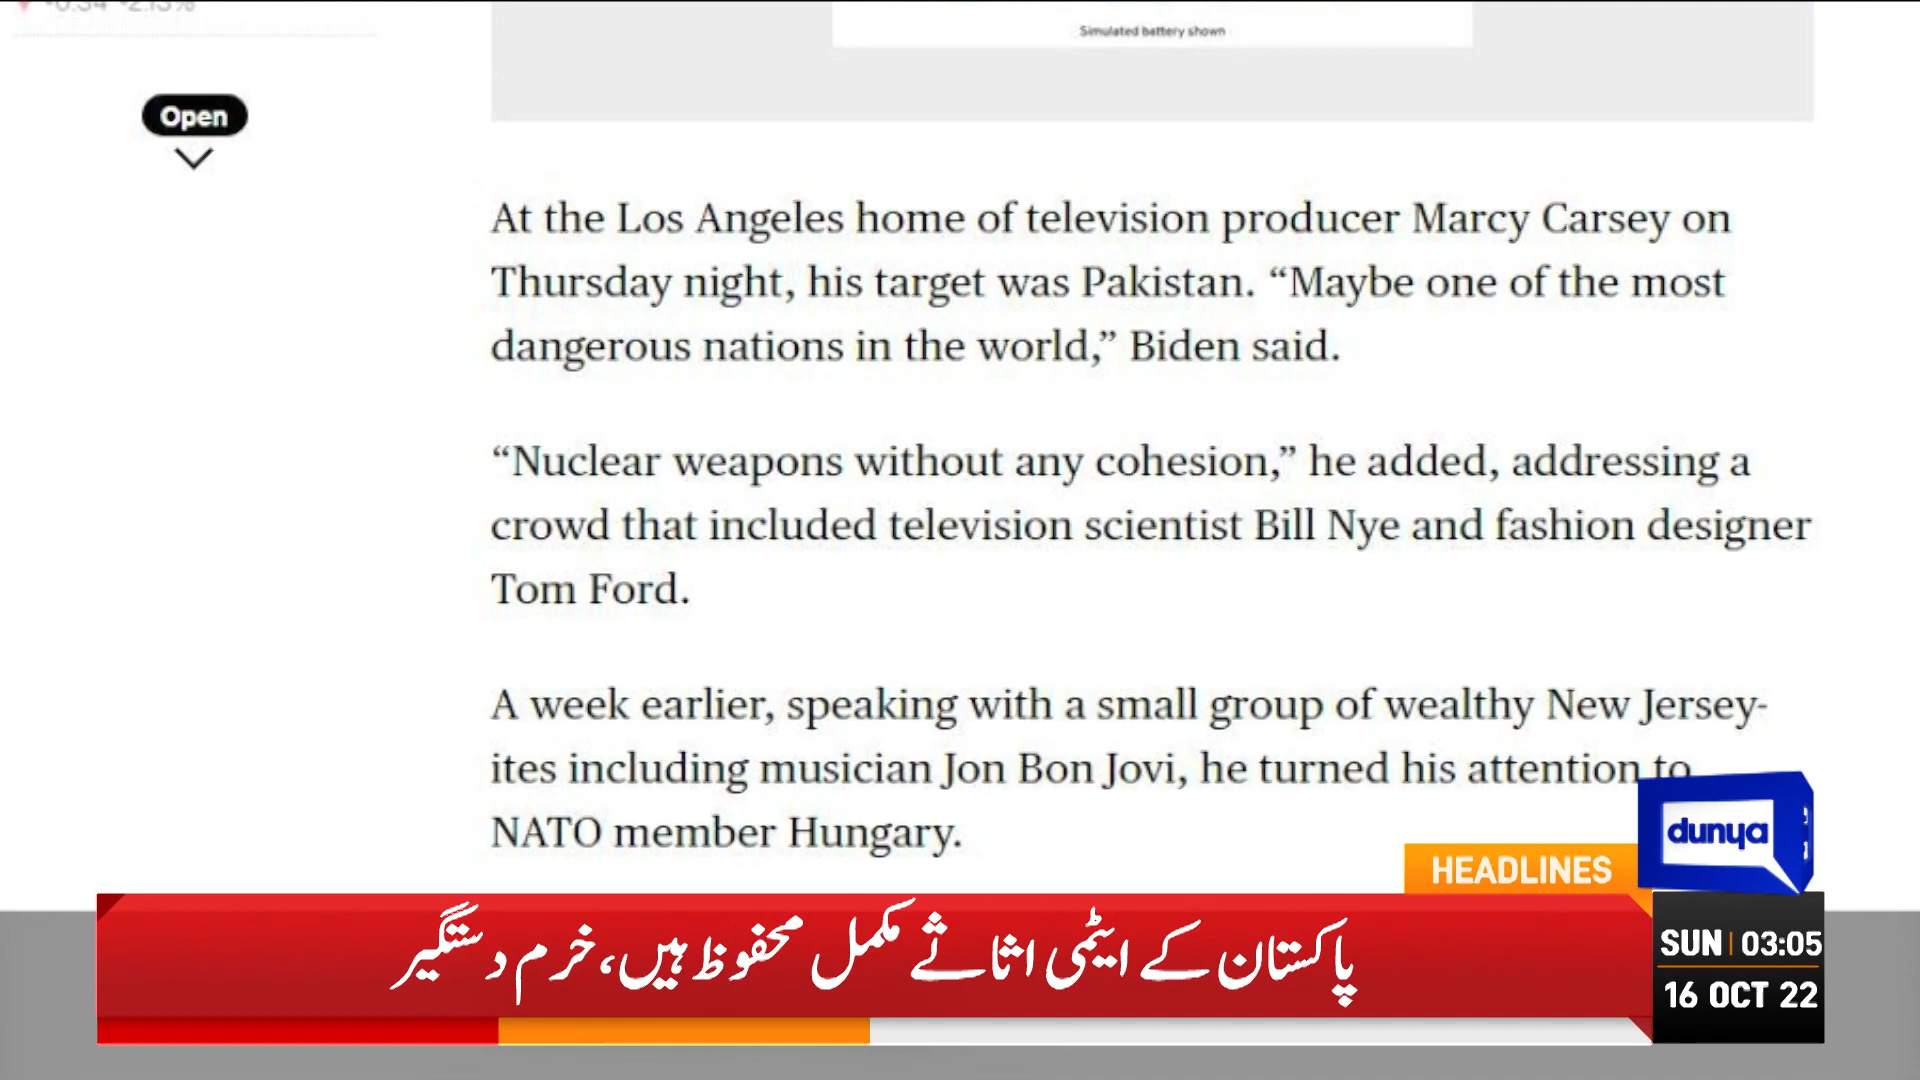 -0.34 -2.13%
Simulated battery shown
Open
At the Los Angeles home of television producer Marcy Carsey on
Thursday night, his target was Pakistan. “Maybe one of the most
dangerous nations in the world,” Biden said.
“Nuclear weapons without any cohesion,” he added, addressing a
crowd that included television scientist Bill Nye and fashion designer
Tom Ford.
A week earlier, speaking with a small group of wealthy New Jersey-
ites including musician Jon Bon Jovi, he turned his attention to
NATO member Hungary.
dunya
HEADLINES
پاکستان کے ایٹمی اثاثے مکمل محفوظ ہیں، خرم دستگیر
SUN 03:05
16 OCT 22